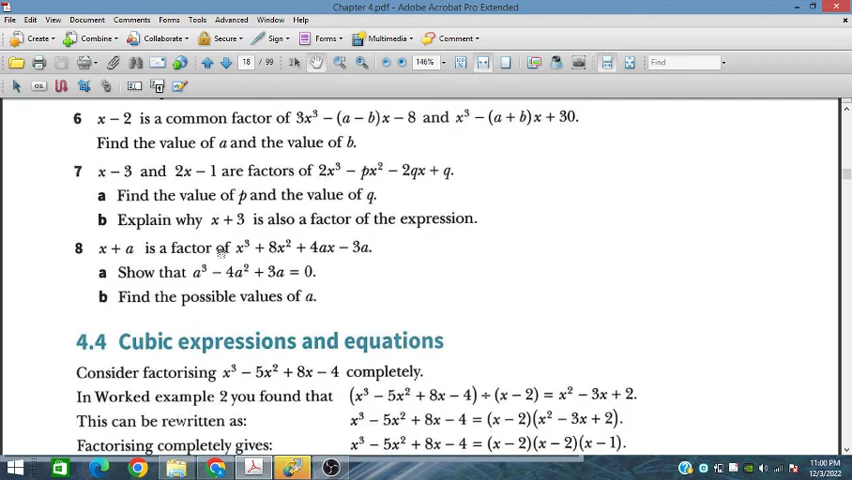 Chapter 4.pdf - Adobe Acrobat Pro Extended
File Edit View Document Comments Forms Tools Advanced Window Help
Create Combine Collaborate Secure Sign Forms Multimedia Comment
18 / 99 146% Find
6 x − 2 is a common factor of 3x³ − (a − b)x − 8 and x³ − (a + b)x + 30.
Find the value of a and the value of b.
7 x − 3 and 2x − 1 are factors of 2x³ − px² − 2qx + q.
a Find the value of p and the value of q.
b Explain why x + 3 is also a factor of the expression.
8 x + a is a factor of x³ + 8x² + 4ax − 3a.
a Show that a³ − 4a² + 3a = 0.
b Find the possible values of a.
4.4 Cubic expressions and equations
Consider factorising x³ − 5x² + 8x − 4 completely.
In Worked example 2 you found that (x³ − 5x² + 8x − 4) ÷ (x − 2) = x² − 3x + 2.
This can be rewritten as: x³ − 5x² + 8x − 4 = (x − 2)(x² − 3x + 2).
Factorising completely gives: x³ − 5x² + 8x − 4 = (x − 2)(x − 2)(x − 1).
11:00 PM
12/3/2022